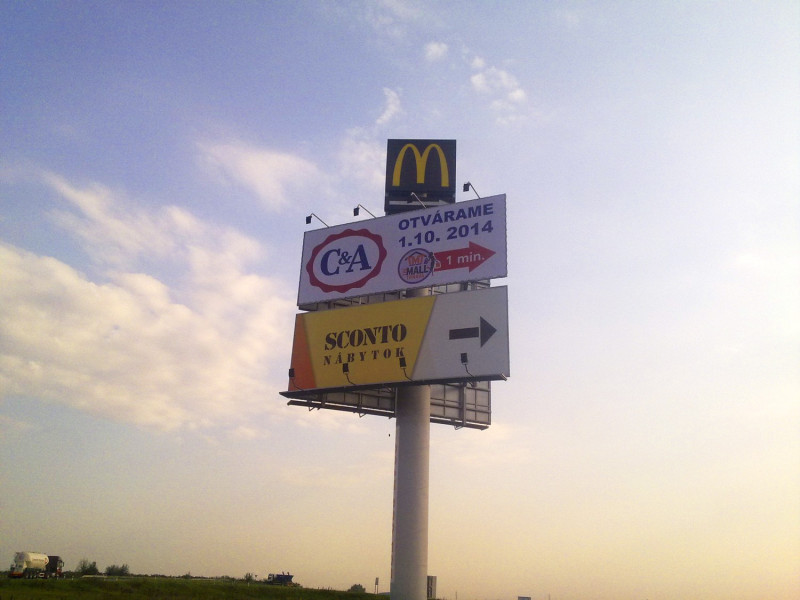 C&A
OTVÁRAME
1.10. 2014
MALL
1 min.
SCONTO
NÁBYTOK